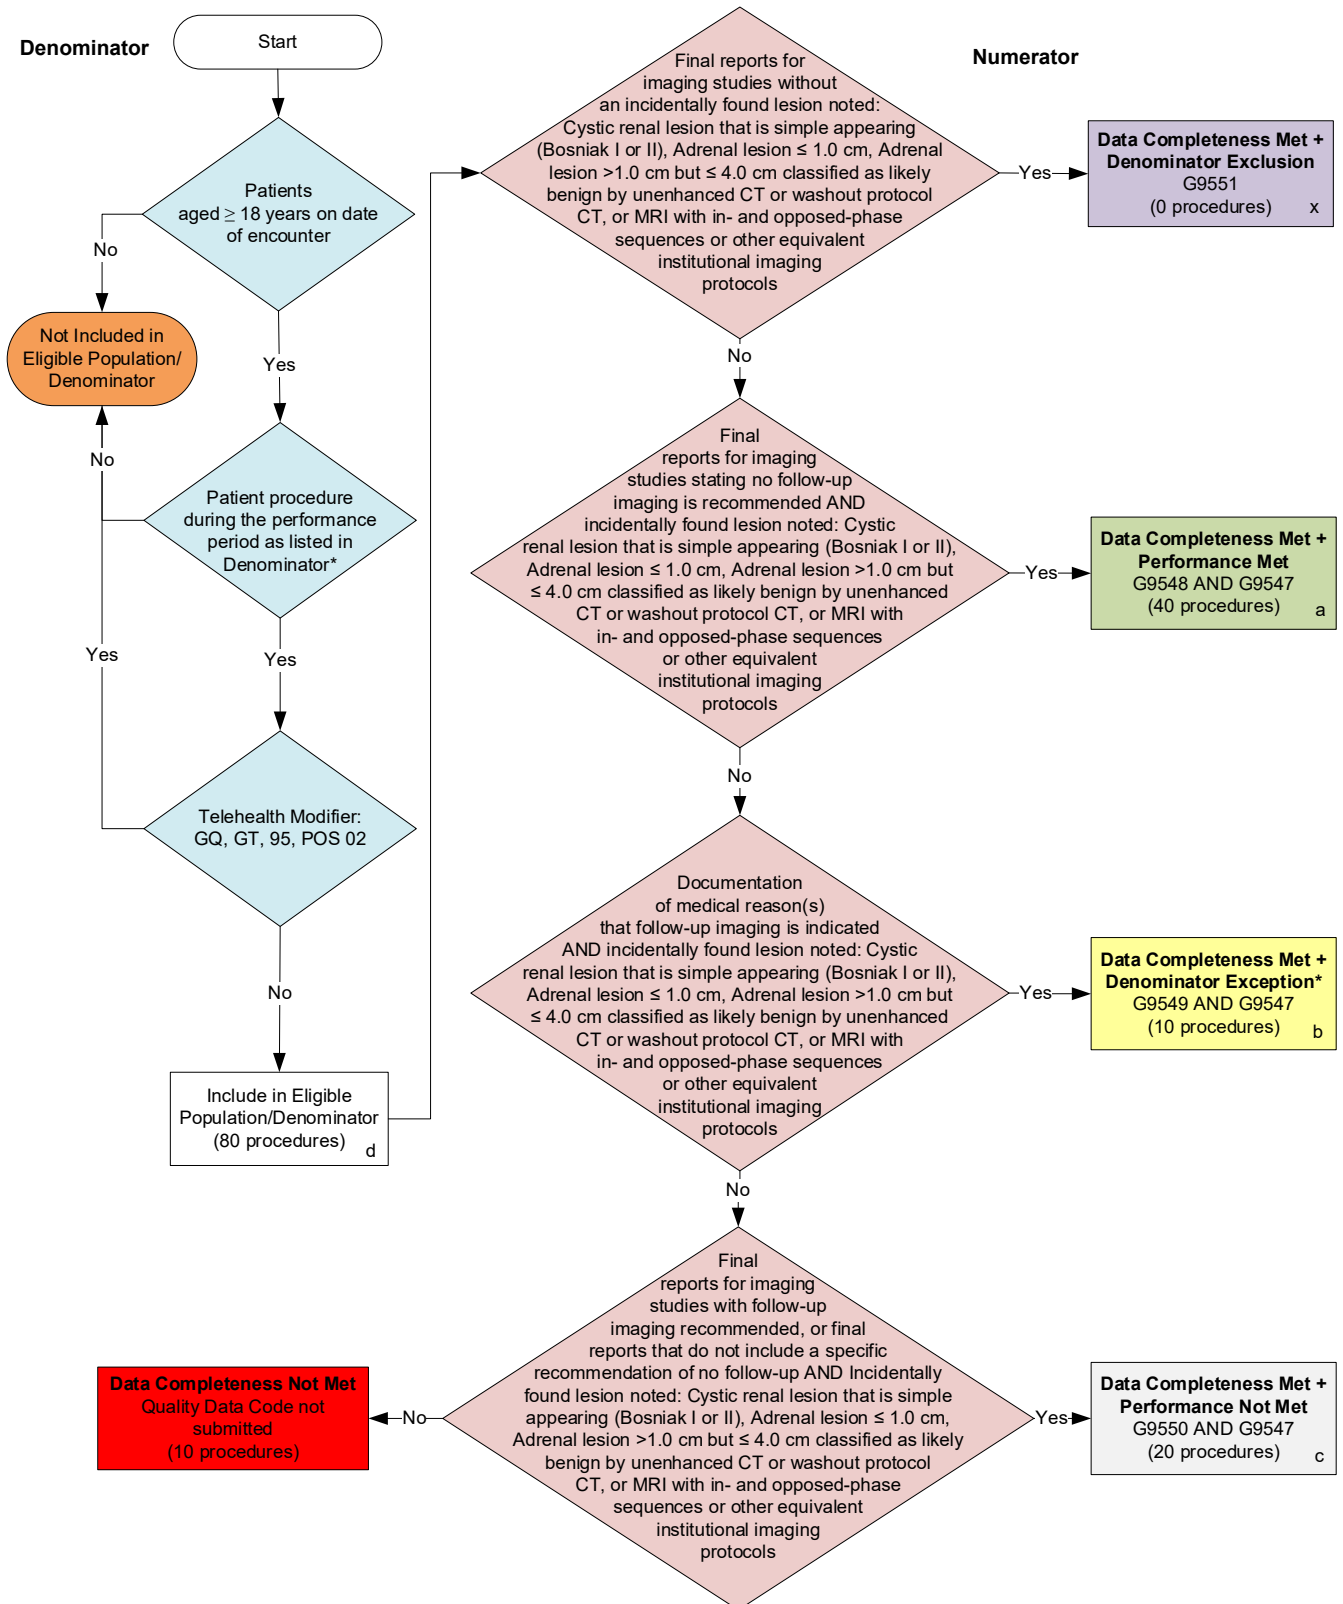 Denominator
Start
Patients
aged ≥ 18 years on date
of encounter
No
Not Included in
Eligible Population/
Denominator
Yes
No
Patient procedure
during the performance
period as listed in
Denominator*
Yes
Yes
Telehealth Modifier:
GQ, GT, 95, POS 02
No
Include in Eligible
Population/Denominator
(80 procedures)
d
Numerator
Final reports for
imaging studies without
an incidentally found lesion noted:
Cystic renal lesion that is simple appearing
(Bosniak I or II), Adrenal lesion ≤ 1.0 cm, Adrenal
lesion >1.0 cm but ≤ 4.0 cm classified as likely
benign by unenhanced CT or washout protocol
CT, or MRI with in- and opposed-phase
sequences or other equivalent
institutional imaging
protocols
Yes
Data Completeness Met +
Denominator Exclusion
G9551
(0 procedures)
x
No
Final
reports for imaging
studies stating no follow-up
imaging is recommended AND
incidentally found lesion noted: Cystic
renal lesion that is simple appearing (Bosniak I or II),
Adrenal lesion ≤ 1.0 cm, Adrenal lesion >1.0 cm but
≤ 4.0 cm classified as likely benign by unenhanced
CT or washout protocol CT, or MRI with
in- and opposed-phase sequences
or other equivalent
institutional imaging
protocols
Yes
Data Completeness Met +
Performance Met
G9548 AND G9547
(40 procedures)
a
No
Documentation
of medical reason(s)
that follow-up imaging is indicated
AND incidentally found lesion noted: Cystic
renal lesion that is simple appearing (Bosniak I or II),
Adrenal lesion ≤ 1.0 cm, Adrenal lesion >1.0 cm but
≤ 4.0 cm classified as likely benign by unenhanced
CT or washout protocol CT, or MRI with
in- and opposed-phase sequences
or other equivalent
institutional imaging
protocols
Yes
Data Completeness Met +
Denominator Exception*
G9549 AND G9547
(10 procedures)
b
No
Final
reports for imaging
studies with follow-up
imaging recommended, or final
reports that do not include a specific
recommendation of no follow-up AND Incidentally
found lesion noted: Cystic renal lesion that is simple
appearing (Bosniak I or II), Adrenal lesion ≤ 1.0 cm,
Adrenal lesion >1.0 cm but ≤ 4.0 cm classified as likely
benign by unenhanced CT or washout protocol
CT, or MRI with in- and opposed-phase
sequences or other equivalent
institutional imaging
protocols
Yes
Data Completeness Met +
Performance Not Met
G9550 AND G9547
(20 procedures)
c
No
Data Completeness Not Met
Quality Data Code not
submitted
(10 procedures)